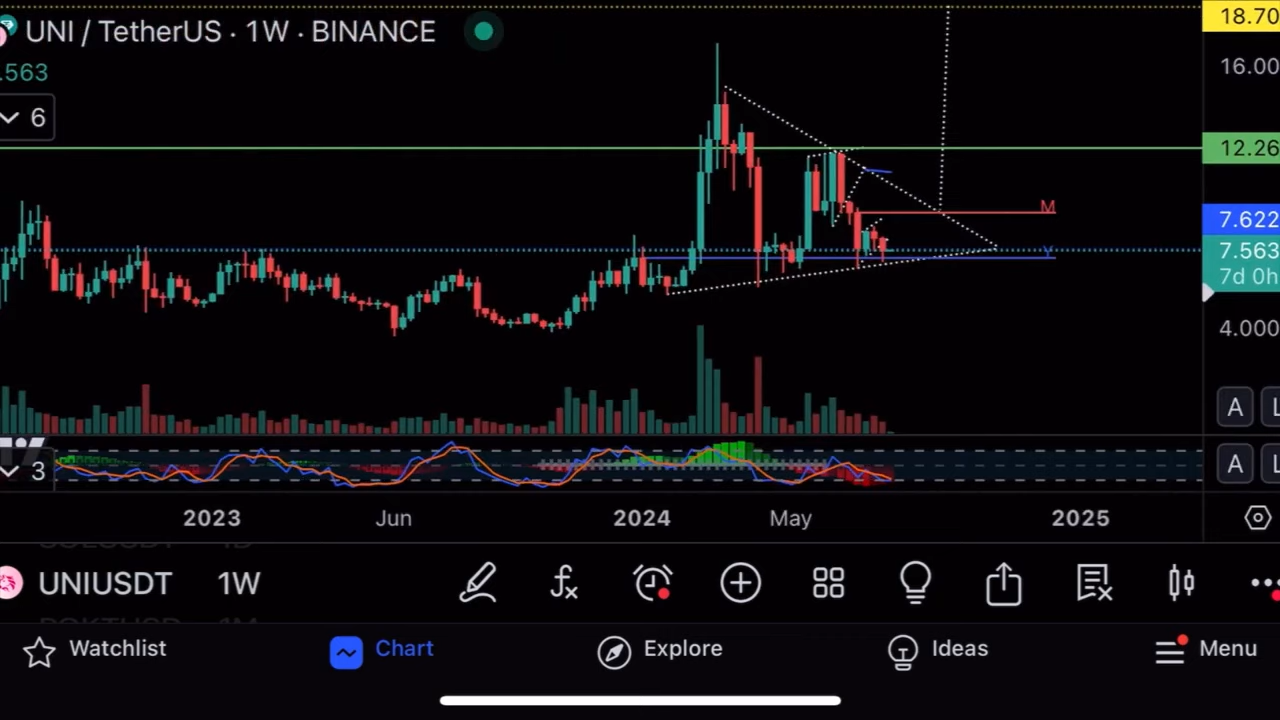 UNI / TetherUS · 1W · BINANCE
18.70
16.00
.563
6
12.26
M
7.622
Y
7.563
7d 0h
4.000
A L
3
A L
2023 Jun 2024 May 2025
UNIUSDT 1W
Watchlist Chart Explore Ideas Menu